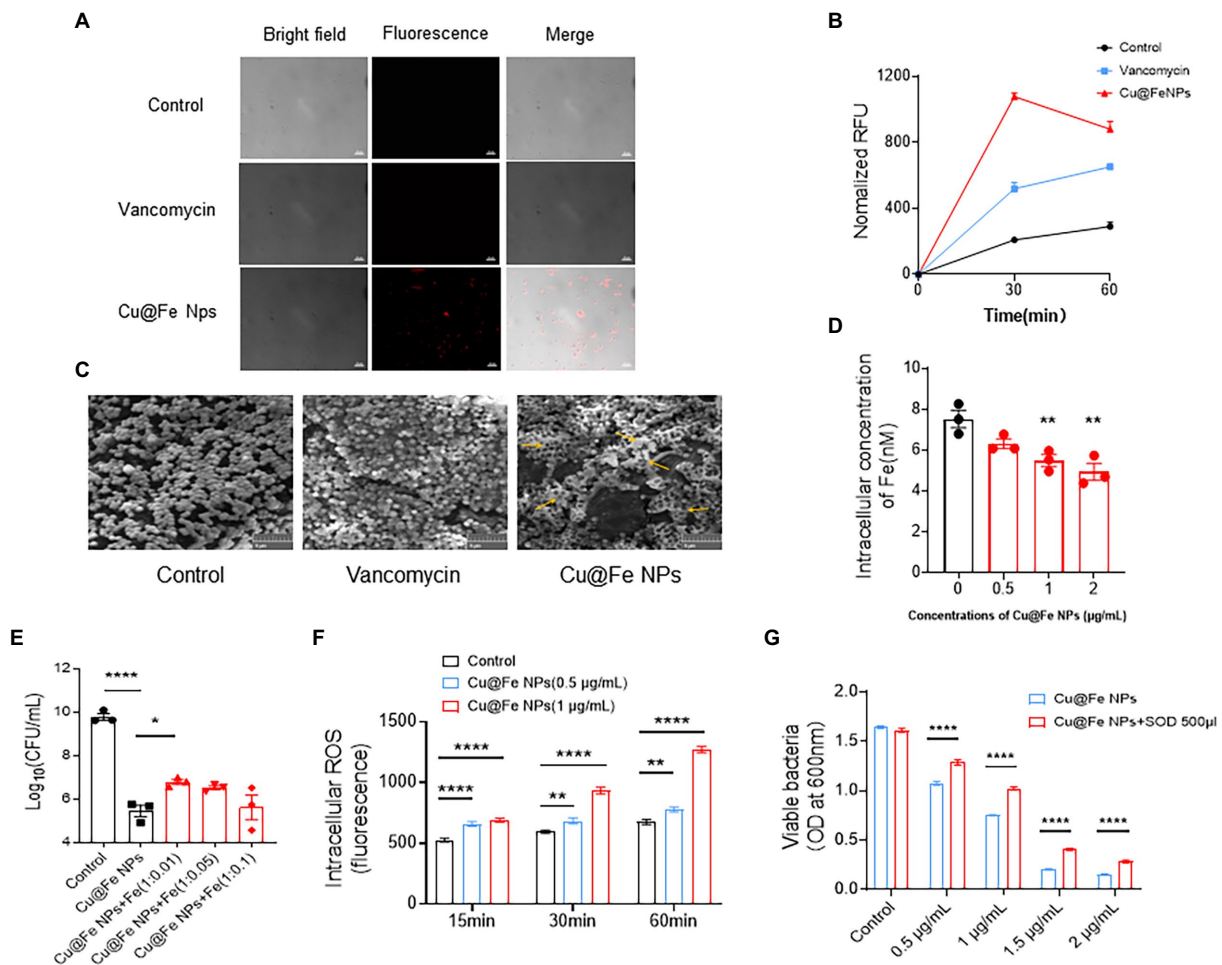 A
Bright field Fluorescence Merge
Control
Vancomycin
Cu@Fe Nps
B
Control
Vancomycin
Cu@FeNPs
Nomalized RFU
1200
800
400
0
0 30 60
Time(min)
C
Control Vancomycin Cu@Fe NPs
D
Intracellular concentration
of Fe(nM)
10
8
6
4
2
0
** **
0 0.5 1 2
Concentrations of Cu@Fe NPs (μg/mL)
E
Log10(CFU/mL)
12
10
8
6
4
****
*
Control
Cu@Fe NPs
Cu@Fe NPs+Fe(1:0.01)
Cu@Fe NPs+Fe(1:0.05)
Cu@Fe NPs+Fe(1:0.1)
F
Control
Cu@Fe NPs(0.5 μg/mL)
Cu@Fe NPs(1 μg/mL)
Intracellular ROS
(fluorescence)
1500
1000
500
0
**** ****
**** **
**** **
15min 30min 60min
G
Cu@Fe NPs
Cu@Fe NPs+SOD 500μl
Viable bacteria
(OD at 600nm)
2.0
1.5
1.0
0.5
0.0
**** **** **** ****
Control
0.5 μg/mL
1 μg/mL
1.5 μg/mL
2 μg/mL